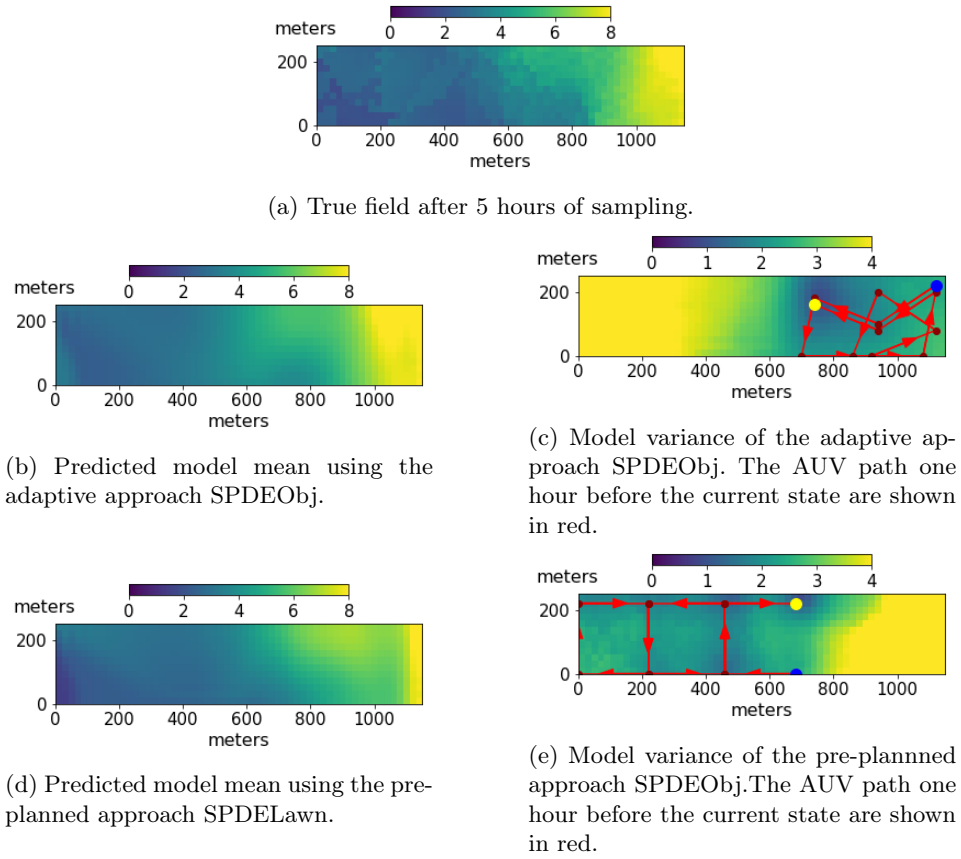 meters
0 2 4 6 8
200
0
0 200 400 600 800 1000
meters
(a) True field after 5 hours of sampling.
meters
0 2 4 6 8
200
0
0 200 400 600 800 1000
meters
(b) Predicted model mean using the
adaptive approach SPDEObj.
meters
0 1 2 3 4
200
0
0 200 400 600 800 1000
meters
(c) Model variance of the adaptive ap-
proach SPDEObj. The AUV path one
hour before the current state are shown
in red.
meters
0 2 4 6 8
200
0
0 200 400 600 800 1000
meters
(d) Predicted model mean using the pre-
planned approach SPDELawn.
meters
0 1 2 3 4
200
0
0 200 400 600 800 1000
meters
(e) Model variance of the pre-plannned
approach SPDEObj.The AUV path one
hour before the current state are shown
in red.